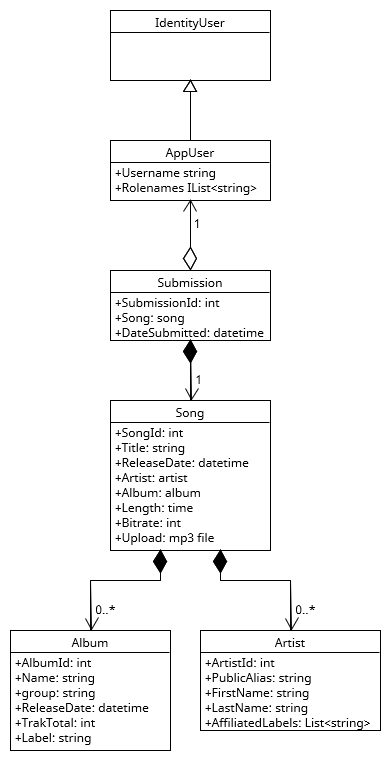 IdentityUser
AppUser
+Username string
+Rolenames IList<string>
1
Submission
+SubmissionId: int
+Song: song
+DateSubmitted: datetime
1
Song
+SongId: int
+Title: string
+ReleaseDate: datetime
+Artist: artist
+Album: album
+Length: time
+Bitrate: int
+Upload: mp3 file
0..*
0..*
Album
+AlbumId: int
+Name: string
+group: string
+ReleaseDate: datetime
+TrakTotal: int
+Label: string
Artist
+ArtistId: int
+PublicAlias: string
+FirstName: string
+LastName: string
+AffiliatedLabels: List<string>